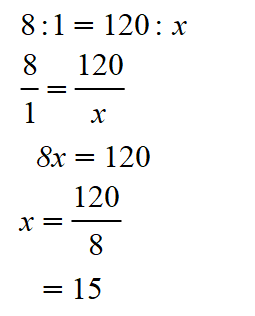 8 : 1 = 120 : x
8/1 = 120/x
8x = 120
x = 120/8
= 15